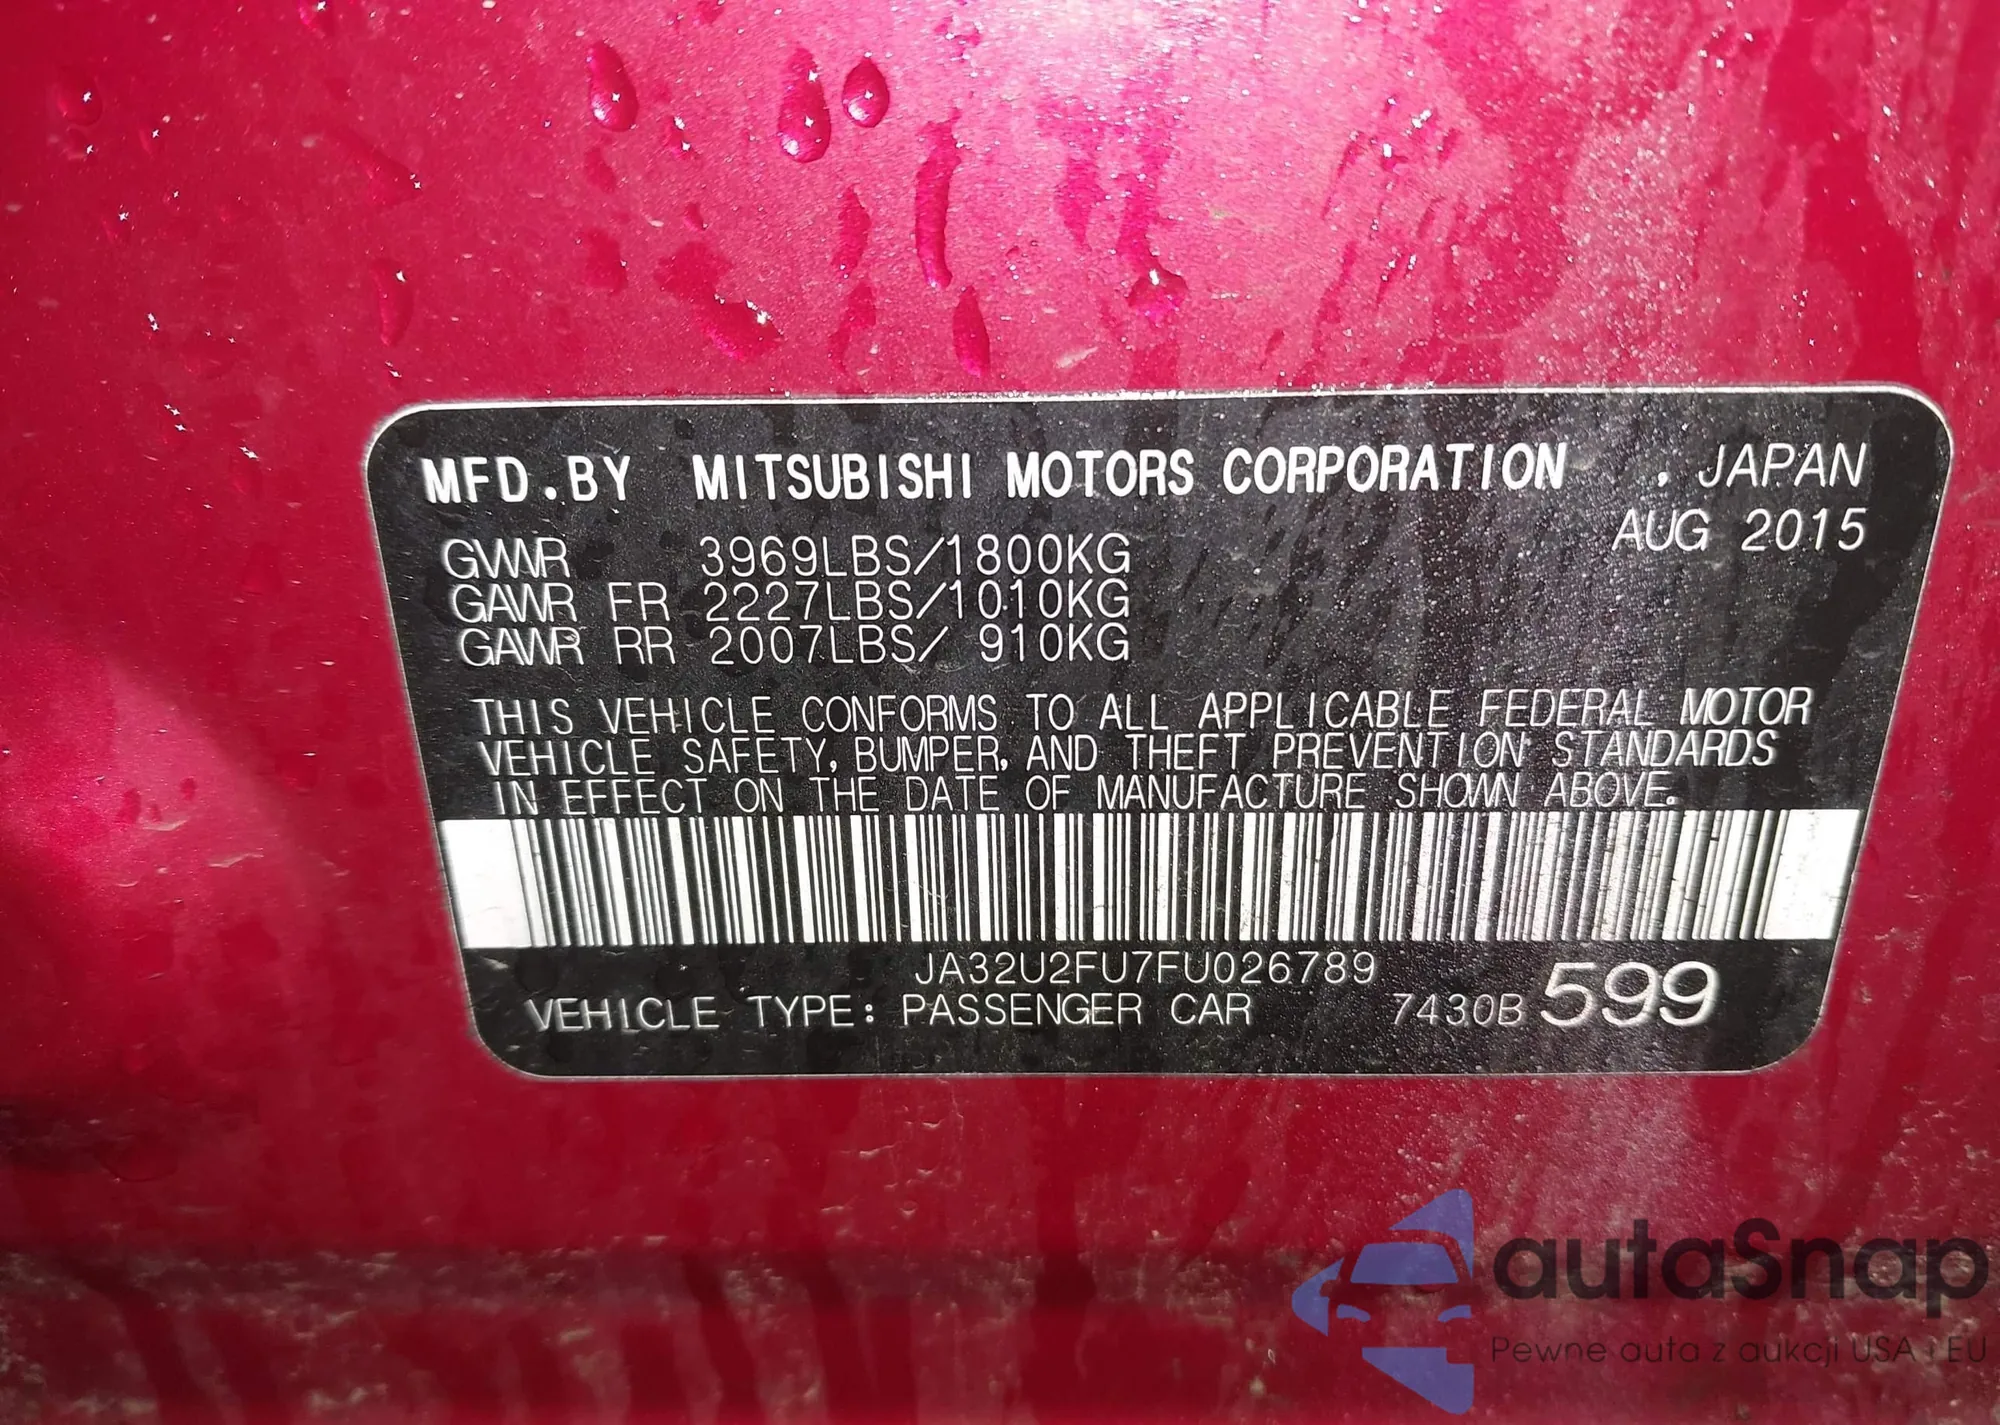 MFD.BY MITSUBISHI MOTORS CORPORATION , JAPAN
AUG 2015
GVWR 3969LBS/1800KG
GAWR FR 2227LBS/1010KG
GAWR RR 2007LBS/ 910KG
THIS VEHICLE CONFORMS TO ALL APPLICABLE FEDERAL MOTOR
VEHICLE SAFETY, BUMPER, AND THEFT PREVENTION STANDARDS
IN EFFECT ON THE DATE OF MANUFACTURE SHOWN ABOVE.
JA32U2FU7FU026789
VEHICLE TYPE: PASSENGER CAR 7430B 599
autaSnap
Pewne auta z aukcji USA i EU